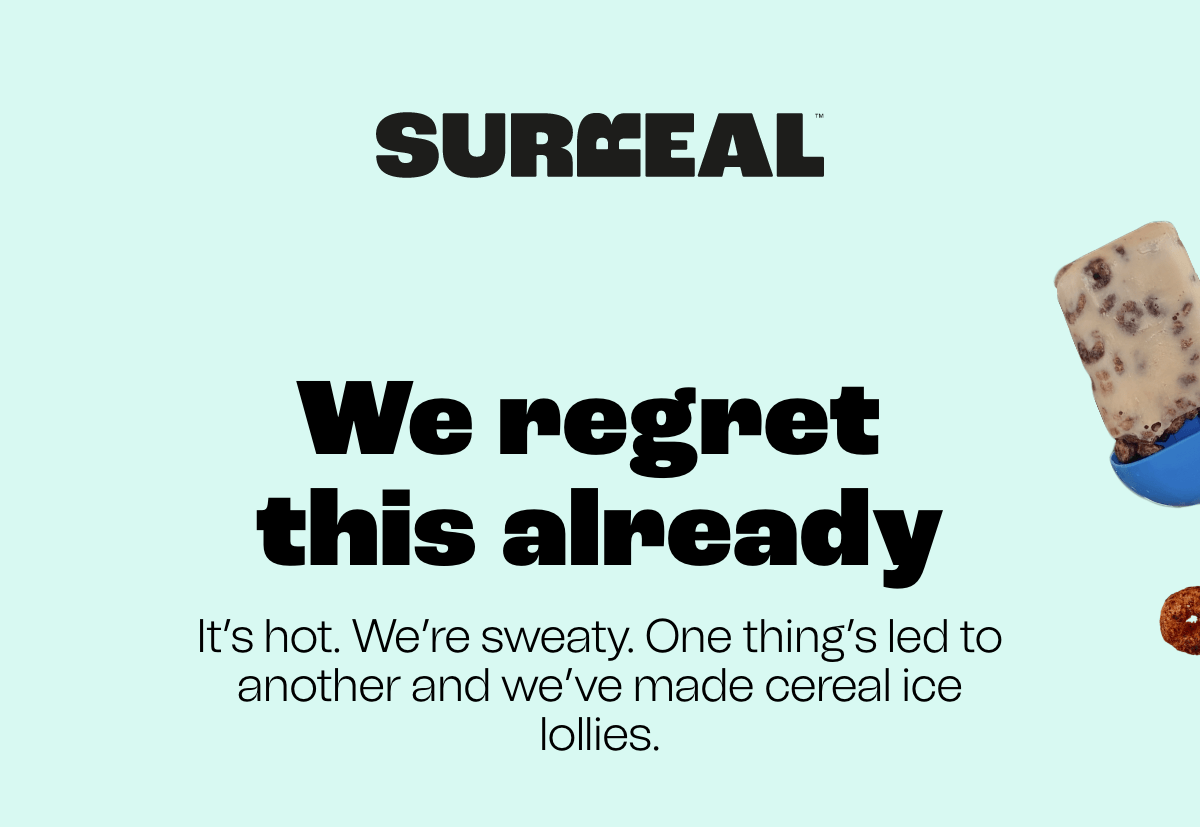 SURREAL™
We regret
this already
It’s hot. We’re sweaty. One thing’s led to
another and we’ve made cereal ice
lollies.